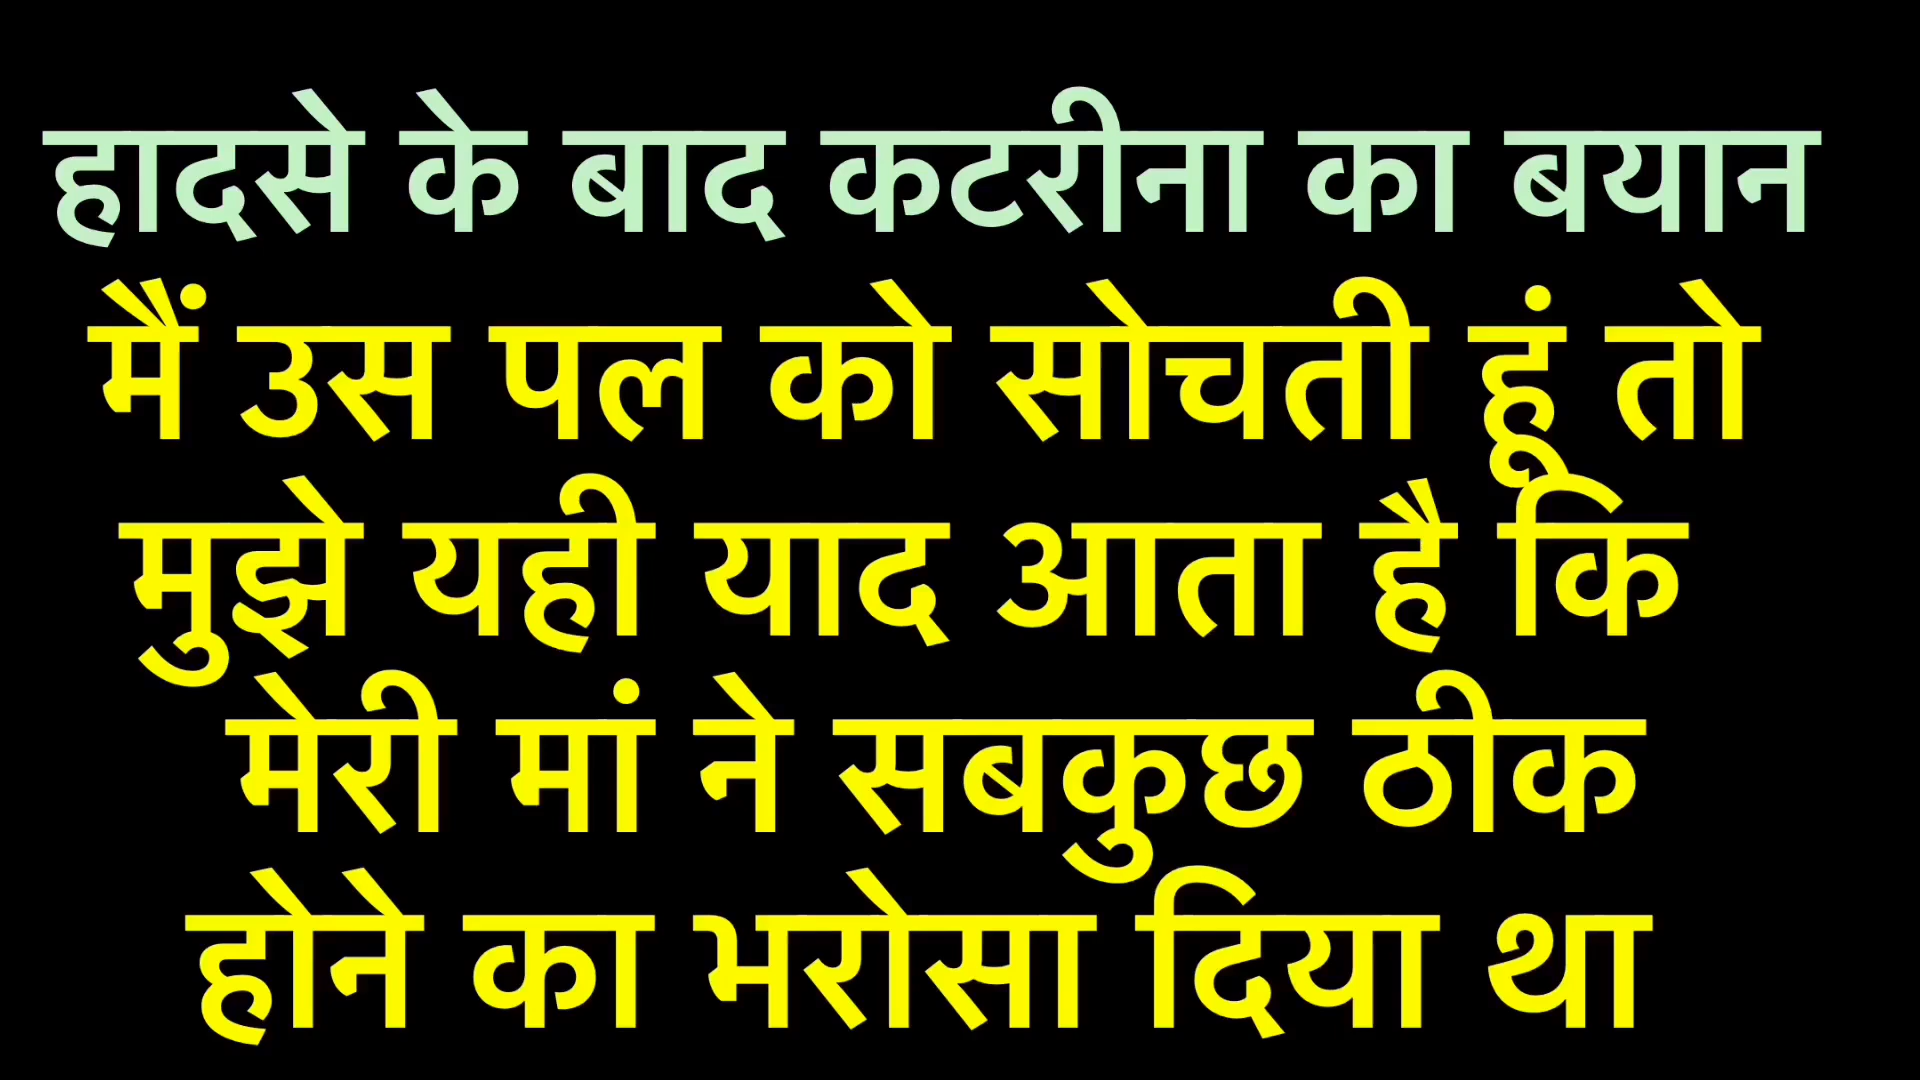 हादसे के बाद कटरीना का बयान
मैं उस पल को सोचती हूं तो
मुझे यही याद आता है कि
मेरी मां ने सबकुछ ठीक
होने का भरोसा दिया था